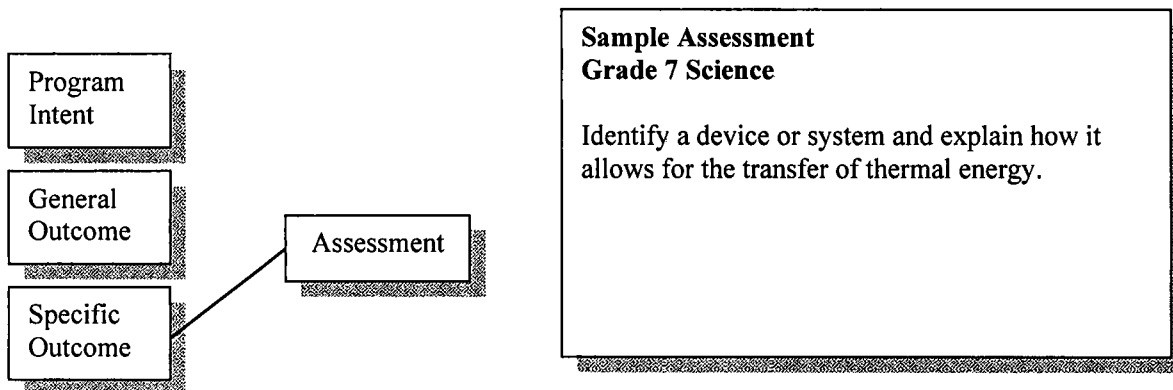 Program
Intent
General
Outcome
Specific
Outcome
Assessment
Sample Assessment
Grade 7 Science
Identify a device or system and explain how it
allows for the transfer of thermal energy.